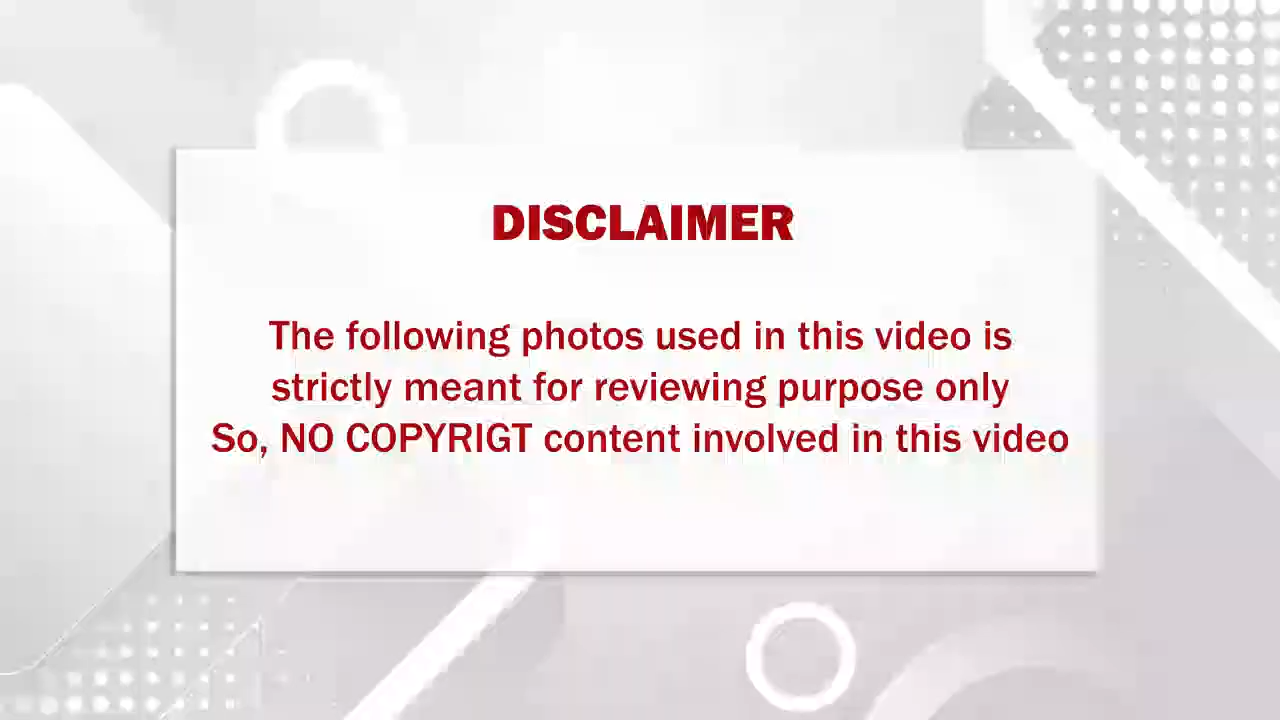 DISCLAIMER
The following photos used in this video is
strictly meant for reviewing purpose only
So, NO COPYRIGT content involved in this video